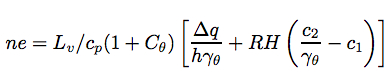 ne = L_v/c_p(1 + C_θ) [ Δq / hγ_θ + RH ( c_2 / γ_θ − c_1 ) ]